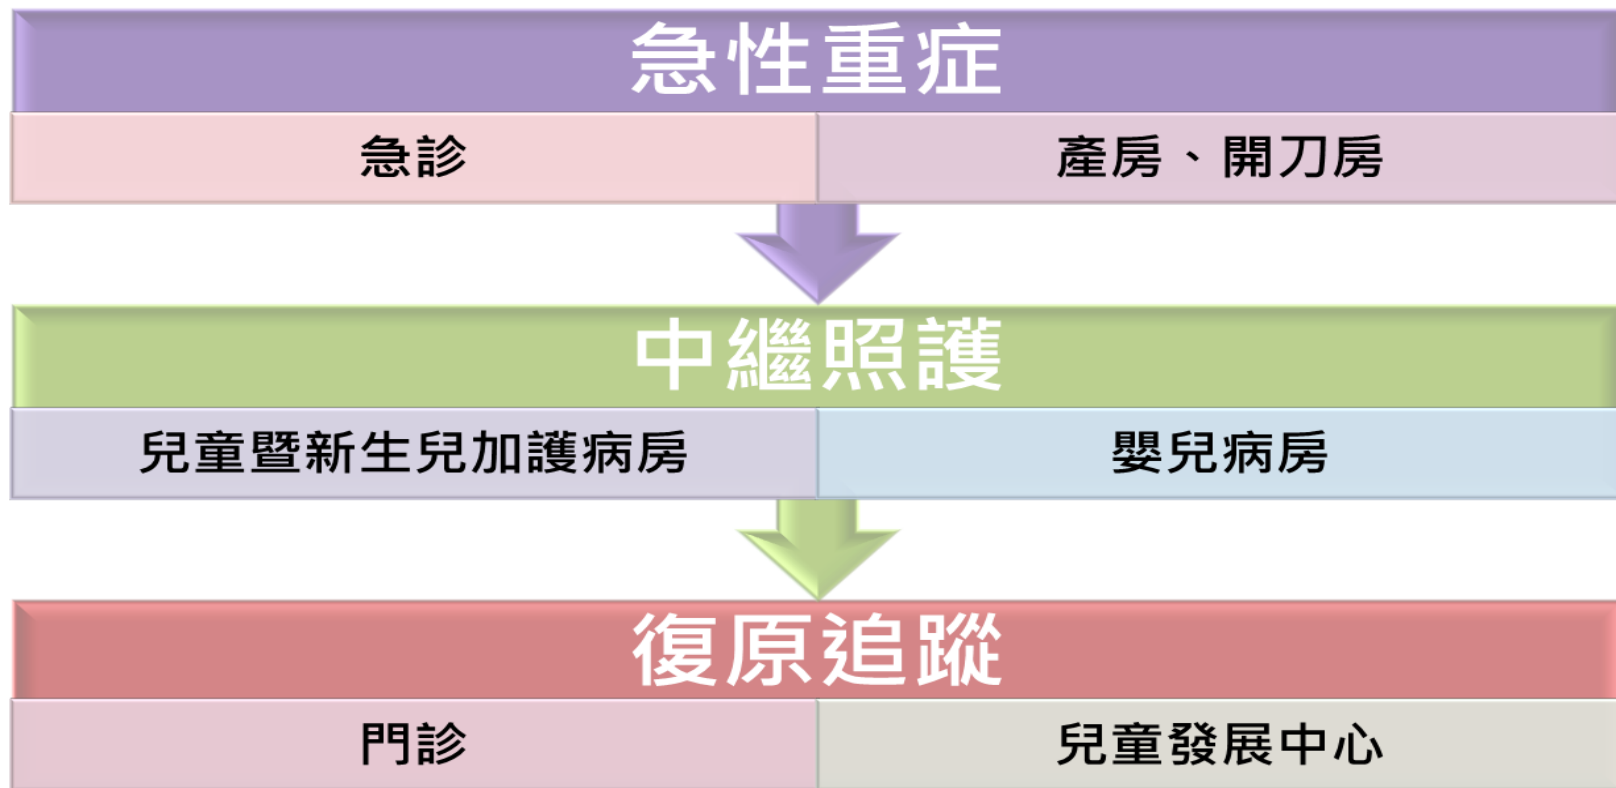 急性重症
急診
產房、開刀房
中繼照護
兒童暨新生兒加護病房
嬰兒病房
復原追蹤
門診
兒童發展中心